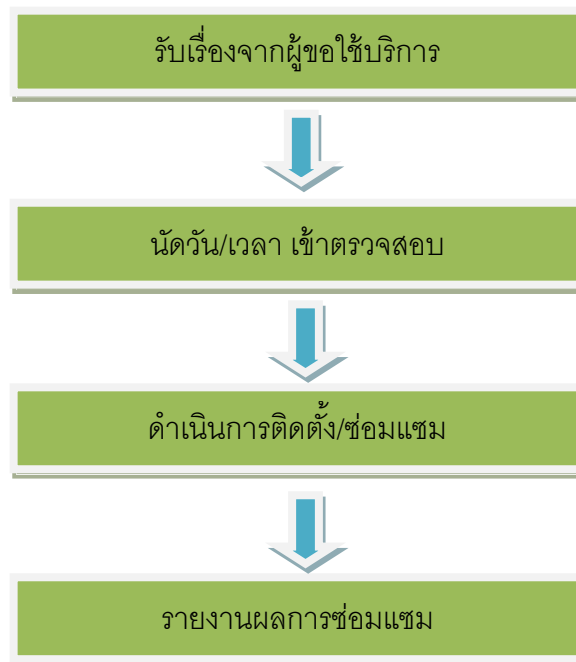 รับเรื่องจากผู้ขอใช้บริการ
นัดวัน/เวลา เข้าตรวจสอบ
ดำเนินการติดตั้ง/ซ่อมแซม
รายงานผลการซ่อมแซม